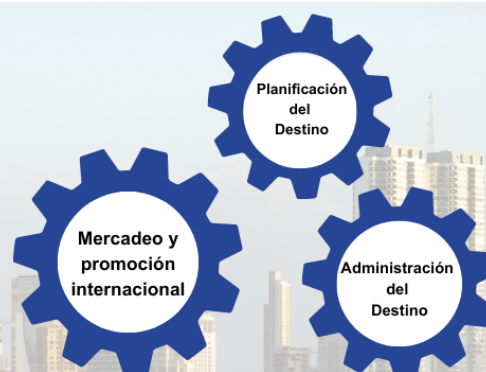 Planificación
del
Destino
Mercadeo y
promoción
internacional
Administración
del
Destino